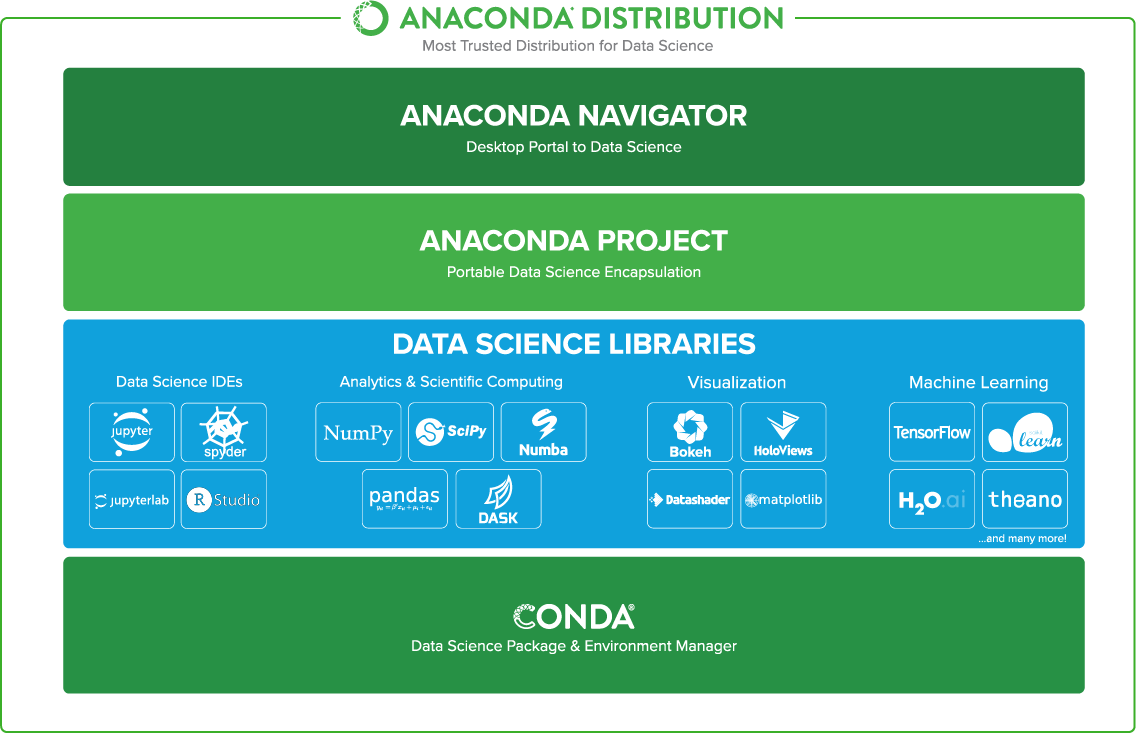 ANACONDA® DISTRIBUTION
Most Trusted Distribution for Data Science
ANACONDA NAVIGATOR
Desktop Portal to Data Science
ANACONDA PROJECT
Portable Data Science Encapsulation
DATA SCIENCE LIBRARIES
Data Science IDEs
jupyter
spyder
jupyterlab
R Studio
Analytics & Scientific Computing
NumPy
SciPy
Numba
pandas
DASK
Visualization
Bokeh
HoloViews
Datashader
matplotlib
Machine Learning
TensorFlow
learn
H2O.ai
theano
...and many more!
CONDA®
Data Science Package & Environment Manager